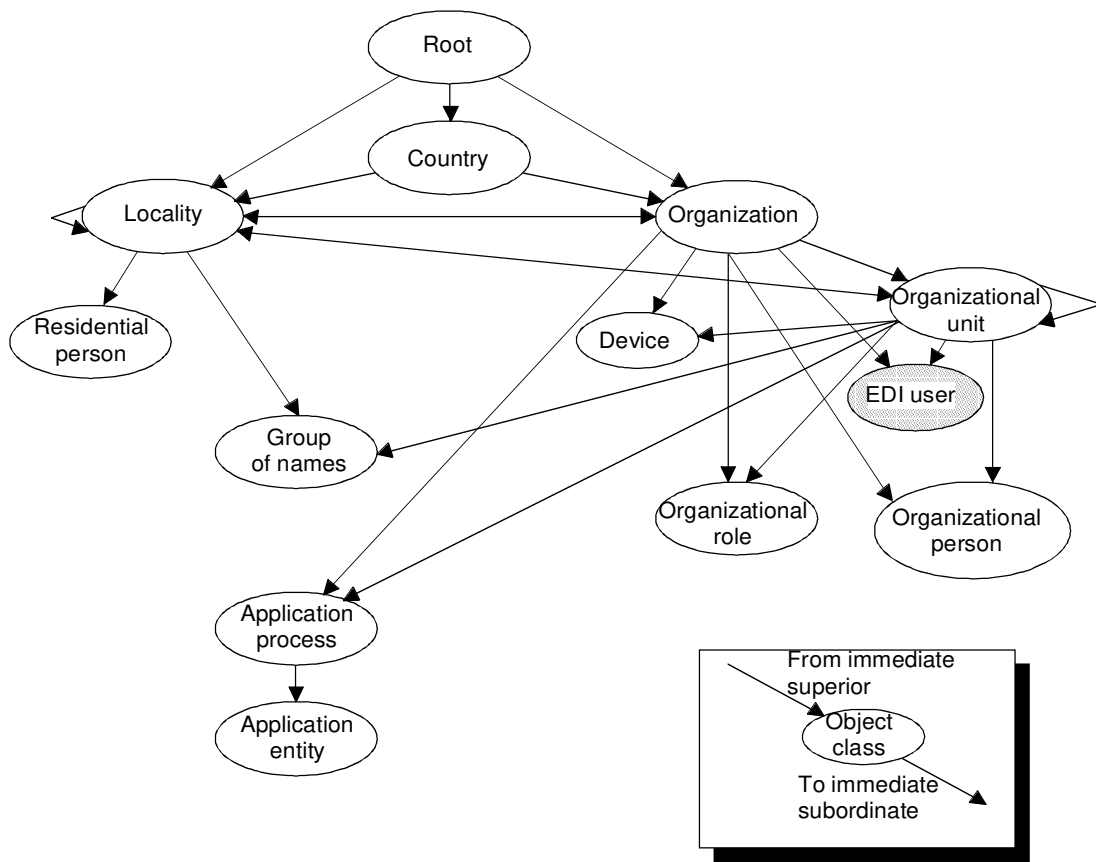 Root
Country
Locality
Organization
Organizational
unit
Residential
person
Device
EDI user
Group
of names
Organizational
role
Organizational
person
Application
process
Application
entity
From immediate
superior
Object
class
To immediate
subordinate